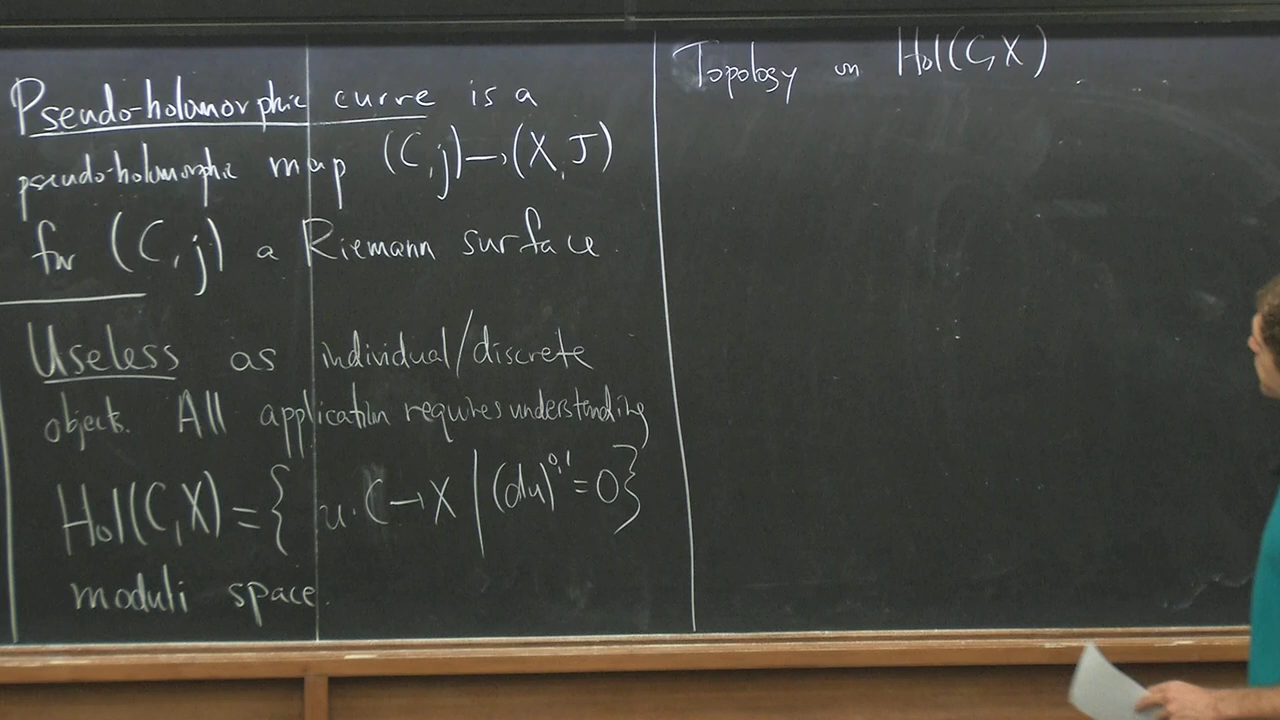 Pseudo-holomorphic curve is a
pseudo-holomorphic map (C,j)→(X,J)
for (C,j) a Riemann surface.
Useless as individual/discrete
objects. All application requires understanding
Hol(C,X) = { u: C→X | (du)^{0,1} = 0}
moduli space.
Topology on Hol(C,X)